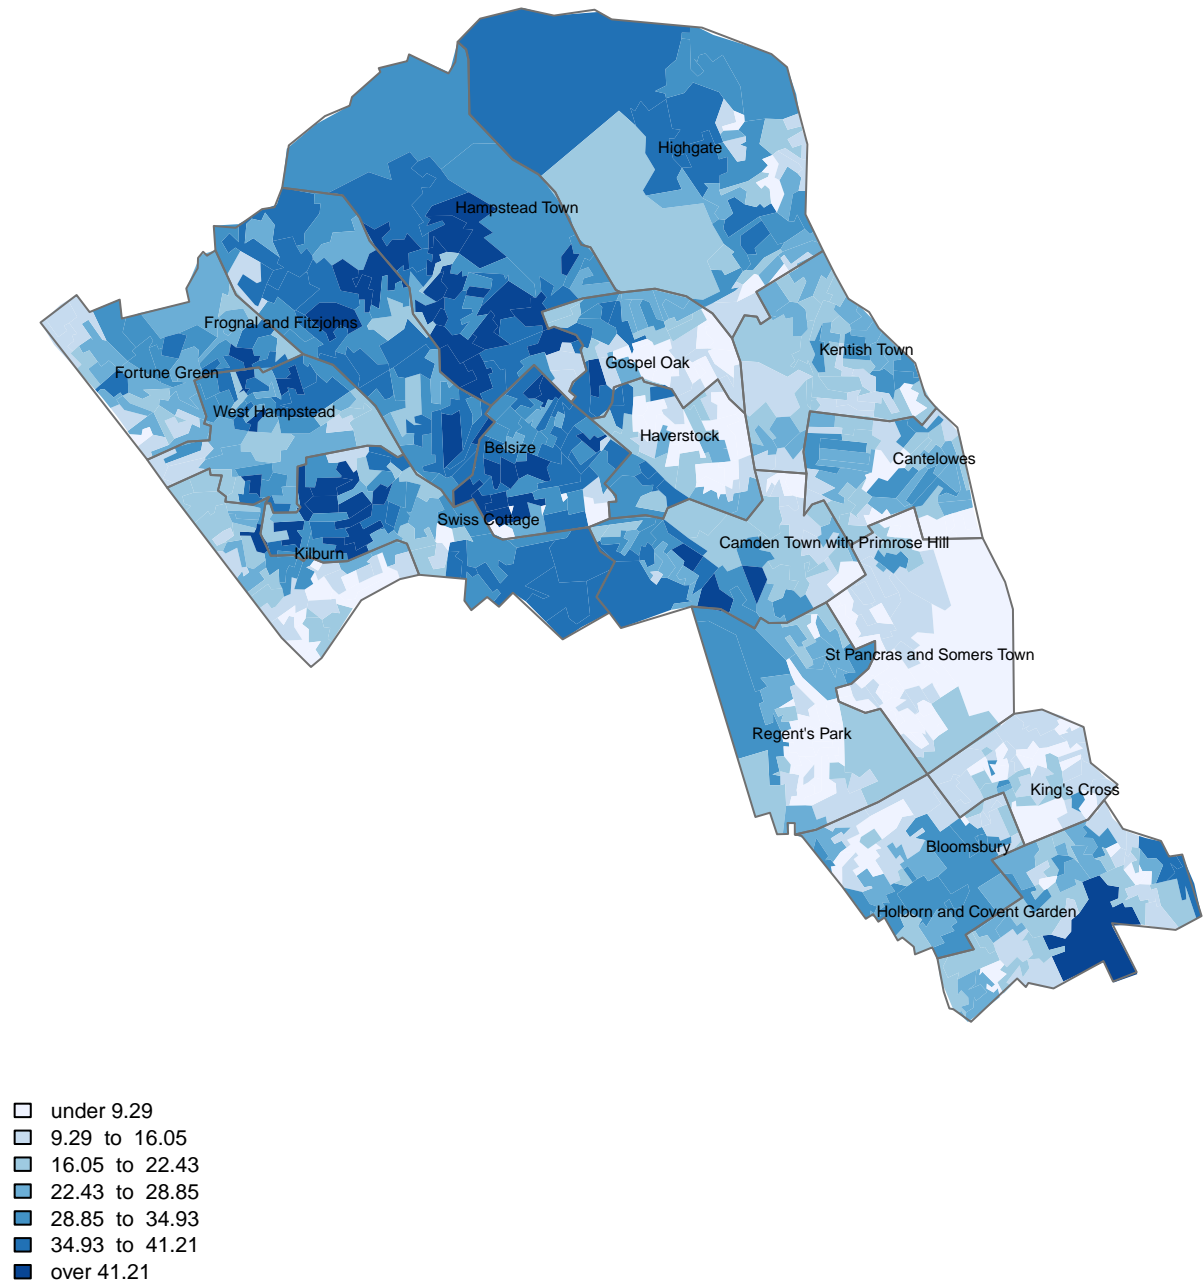 Highgate
Hampstead Town
Frognal and Fitzjohns
Kentish Town
Gospel Oak
Fortune Green
West Hampstead
Haverstock
Belsize
Cantelowes
Swiss Cottage
Camden Town with Primrose Hill
Kilburn
St Pancras and Somers Town
Regent's Park
King's Cross
Bloomsbury
Holborn and Covent Garden
under 9.29
9.29 to 16.05
16.05 to 22.43
22.43 to 28.85
28.85 to 34.93
34.93 to 41.21
over 41.21